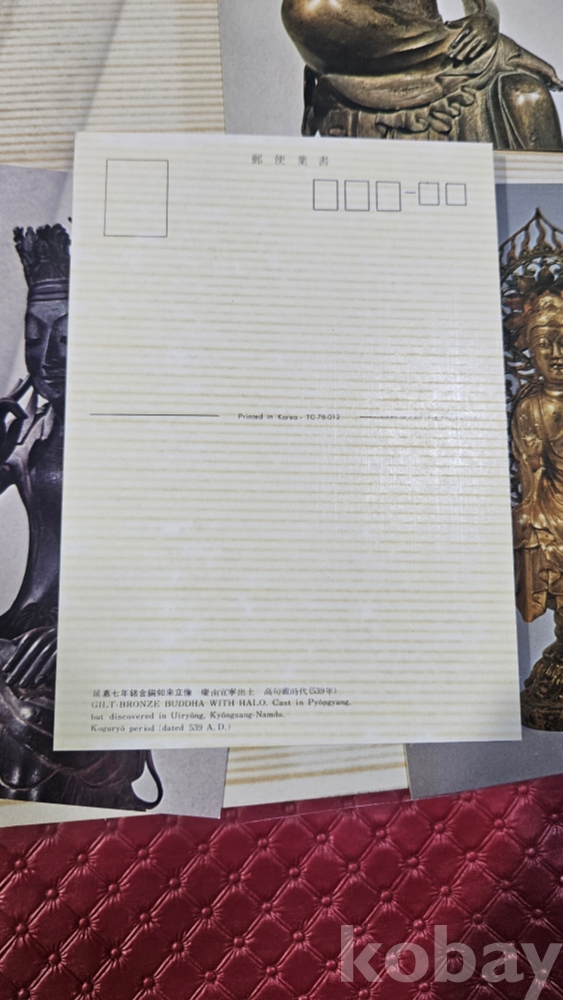 郵便葉書
Printed in Korea - TC-78-012
延嘉七年銘金銅如來立像 慶南宜寧出土 高句麗時代(539年)
GILT-BRONZE BUDDHA WITH HALO. Cast in Pyŏngyang,
but discovered in Uiryŏng, Kyŏngsang-Namdo.
Koguryŏ period (dated 539 A.D.)
kobay